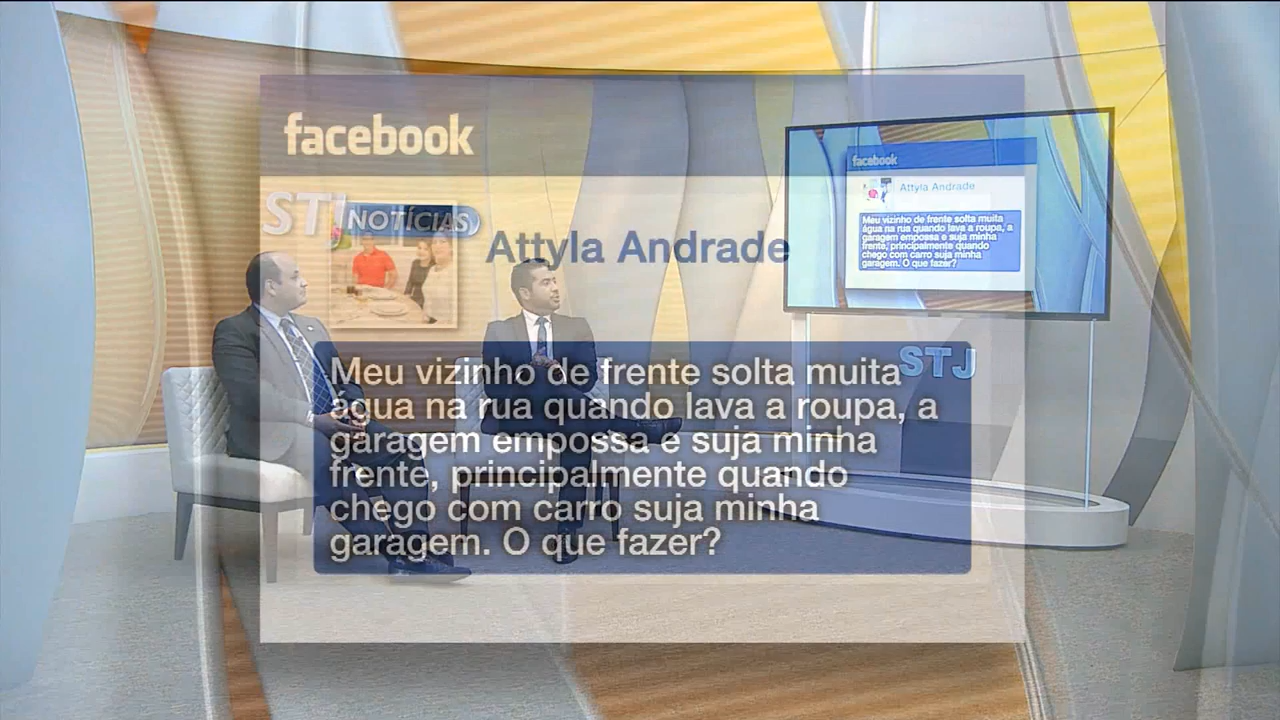 facebook
STJ NOTÍCIAS
Attyla Andrade
Meu vizinho de frente solta muita
água na rua quando lava a roupa, a
garagem empossa e suja minha
frente, principalmente quando
chego com carro suja minha
garagem. O que fazer?
facebook
Attyla Andrade
Meu vizinho de frente solta muita
água na rua quando lava a roupa, a
garagem empossa e suja minha
frente, principalmente quando
chego com carro suja minha
garagem. O que fazer?
STJ